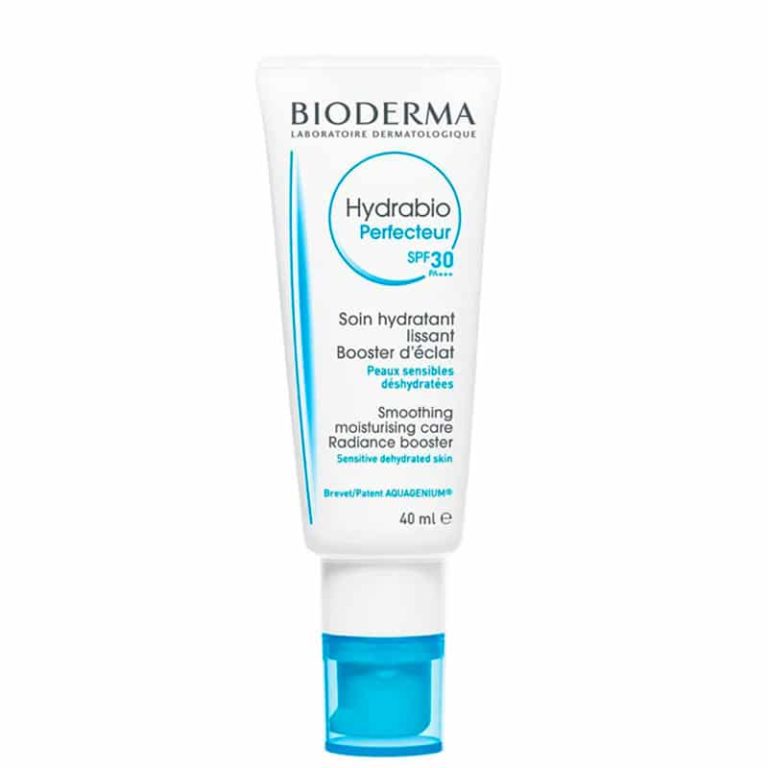 BIODERMA
LABORATOIRE DERMATOLOGIQUE
Hydrabio
Perfecteur
SPF30
PA+++
Soin hydratant
lissant
Booster d'éclat
Peaux sensibles
déshydratées
Smoothing
moisturising care
Radiance booster
Sensitive dehydrated skin
Brevet/Patent AQUAGENIUM®
40 ml ℮